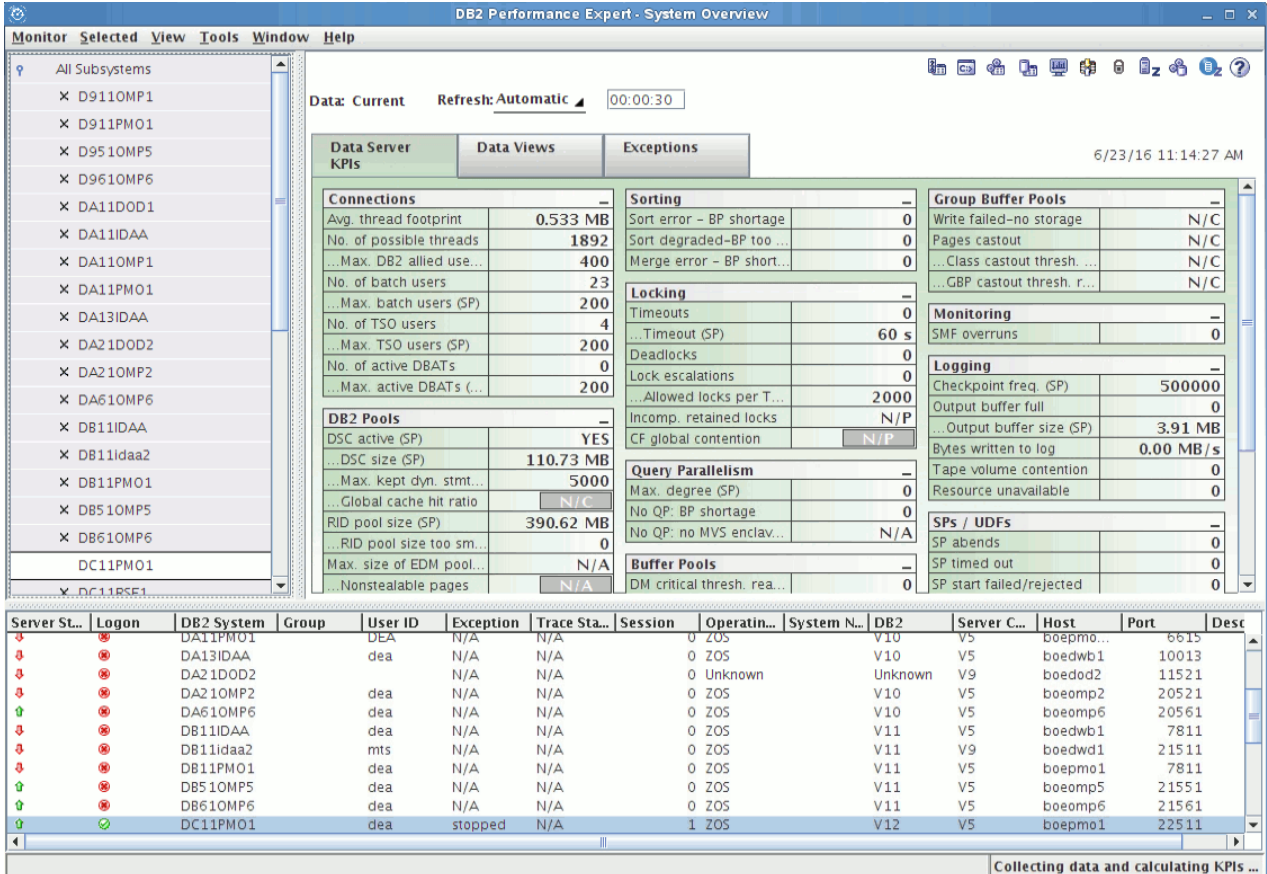 DB2 Performance Expert - System Overview
Monitor Selected View Tools Window Help
All Subsystems
D911OMP1
D911PMO1
D951OMP5
D961OMP6
DA11DOD1
DA11IDAA
DA11OMP1
DA11PMO1
DA13IDAA
DA21DOD2
DA21OMP2
DA61OMP6
DB11IDAA
DB11idaa2
DB11PMO1
DB51OMP5
DB61OMP6
DC11PMO1
DC11RSE1
Data: Current Refresh: Automatic 00:00:30
Data Server KPIs Data Views Exceptions
6/23/16 11:14:27 AM
Connections
Avg. thread footprint 0.533 MB
No. of possible threads 1892
...Max. DB2 allied use... 400
No. of batch users 23
...Max. batch users (SP) 200
No. of TSO users 4
...Max. TSO users (SP) 200
No. of active DBATs 0
...Max. active DBATs (... 200
DB2 Pools
DSC active (SP) YES
...DSC size (SP) 110.73 MB
...Max. kept dyn. stmt... 5000
...Global cache hit ratio N/C
RID pool size (SP) 390.62 MB
...RID pool size too sm... 0
Max. size of EDM pool... N/A
...Nonstealable pages N/A
Sorting
Sort error - BP shortage 0
Sort degraded-BP too ... 0
Merge error - BP short... 0
Locking
Timeouts 0
...Timeout (SP) 60 s
Deadlocks 0
Lock escalations 0
...Allowed locks per T... 2000
Incomp. retained locks N/P
CF global contention N/P
Query Parallelism
Max. degree (SP) 0
No QP: BP shortage 0
No QP: no MVS enclav... N/A
Buffer Pools
DM critical thresh. rea... 0
Group Buffer Pools
Write failed-no storage N/C
Pages castout N/C
...Class castout thresh. ... N/C
...GBP castout thresh. r... N/C
Monitoring
SMF overruns 0
Logging
Checkpoint freq. (SP) 500000
Output buffer full 0
...Output buffer size (SP) 3.91 MB
Bytes written to log 0.00 MB/s
Tape volume contention 0
Resource unavailable 0
SPs / UDFs
SP abends 0
SP timed out 0
SP start failed/rejected 0
Server St... Logon DB2 System Group User ID Exception Trace Sta... Session Operatin... System N... DB2 Server C... Host Port Desc
DA11PMO1 DEA N/A N/A 0 ZOS V10 V5 boepmo... 6615
DA13IDAA dea N/A N/A 0 ZOS V10 V5 boedwb1 10013
DA21DOD2 N/A N/A 0 Unknown Unknown V9 boedod2 11521
DA21OMP2 dea N/A N/A 0 ZOS V10 V5 boeomp2 20521
DA61OMP6 dea N/A N/A 0 ZOS V10 V5 boeomp6 20561
DB11IDAA dea N/A N/A 0 ZOS V11 V5 boedwb1 7811
DB11idaa2 mts N/A N/A 0 ZOS V11 V9 boedwd1 21511
DB11PMO1 dea N/A N/A 0 ZOS V11 V5 boepmo1 7811
DB51OMP5 dea N/A N/A 0 ZOS V11 V5 boeomp5 21551
DB61OMP6 dea N/A N/A 0 ZOS V11 V5 boeomp6 21561
DC11PMO1 dea stopped N/A 1 ZOS V12 V5 boepmo1 22511
Collecting data and calculating KPIs ...